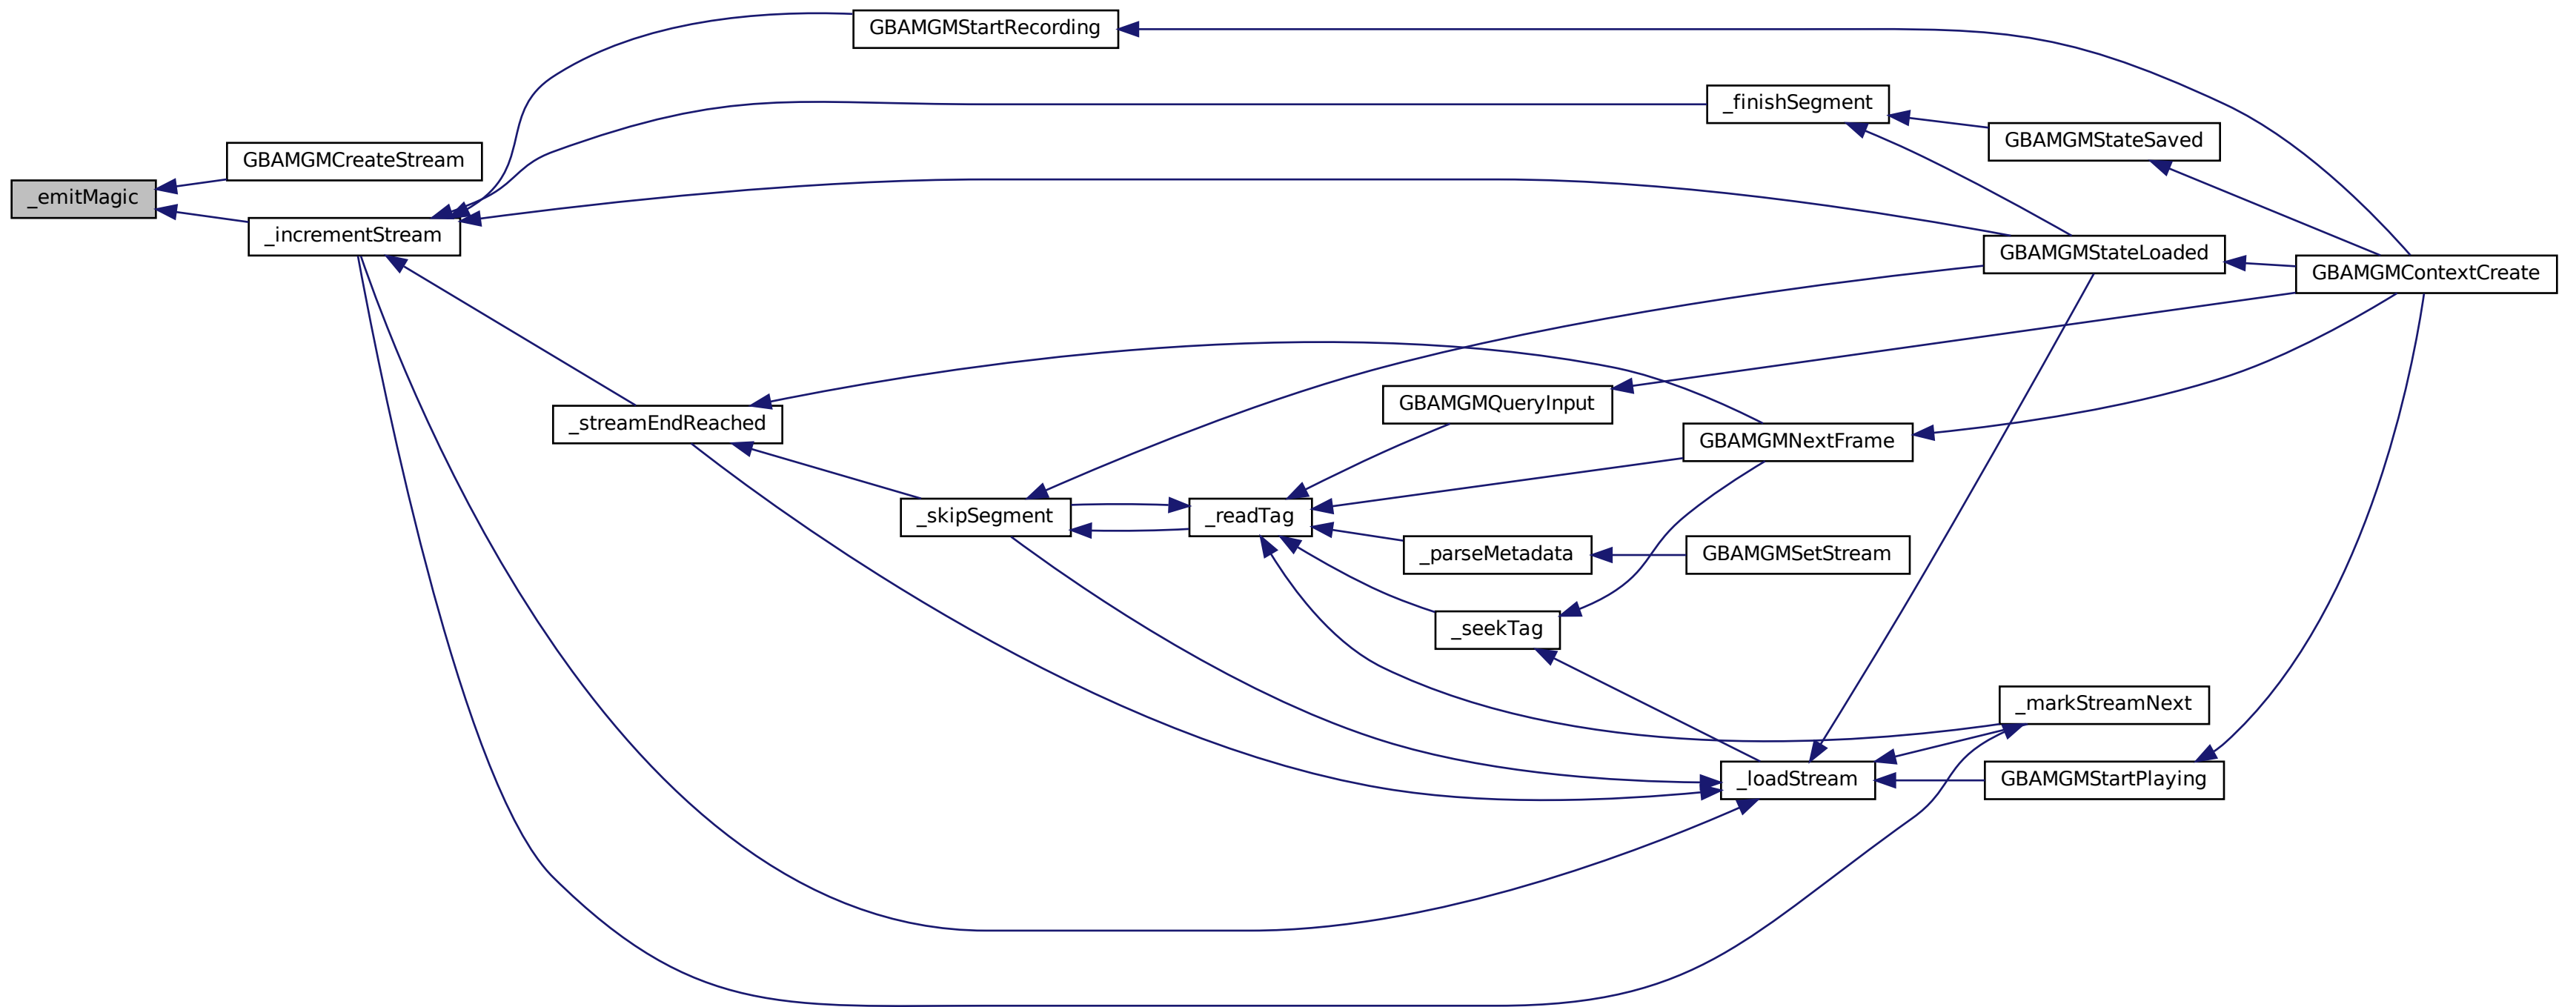 GBAMGMStartRecording
_finishSegment
GBAMGMStateSaved
GBAMGMCreateStream
_emitMagic
_incrementStream
GBAMGMStateLoaded
GBAMGMContextCreate
GBAMGMQueryInput
_streamEndReached
GBAMGMNextFrame
_skipSegment
_readTag
_parseMetadata
GBAMGMSetStream
_seekTag
_markStreamNext
_loadStream
GBAMGMStartPlaying